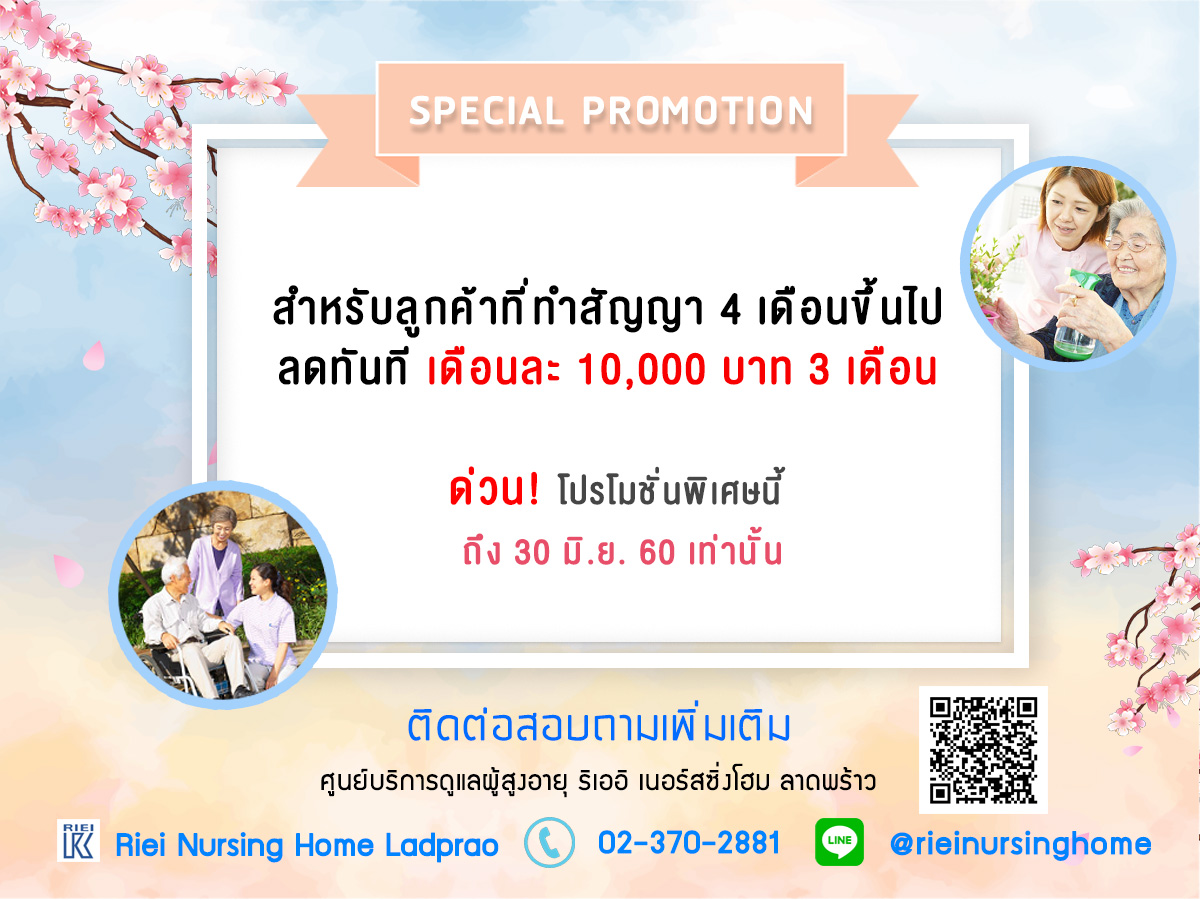 SPECIAL PROMOTION
สำหรับลูกค้าที่ทำสัญญา 4 เดือนขึ้นไป
ลดทันที เดือนละ 10,000 บาท 3 เดือน
ด่วน! โปรโมชั่นพิเศษนี้
ถึง 30 มิ.ย. 60 เท่านั้น
ติดต่อสอบถามเพิ่มเติม
ศูนย์บริการดูแลผู้สูงอายุ ริเออิ เนอร์สซิ่งโฮม ลาดพร้าว
RIEI Riei Nursing Home Ladprao 02-370-2881 LINE @rieinursinghome